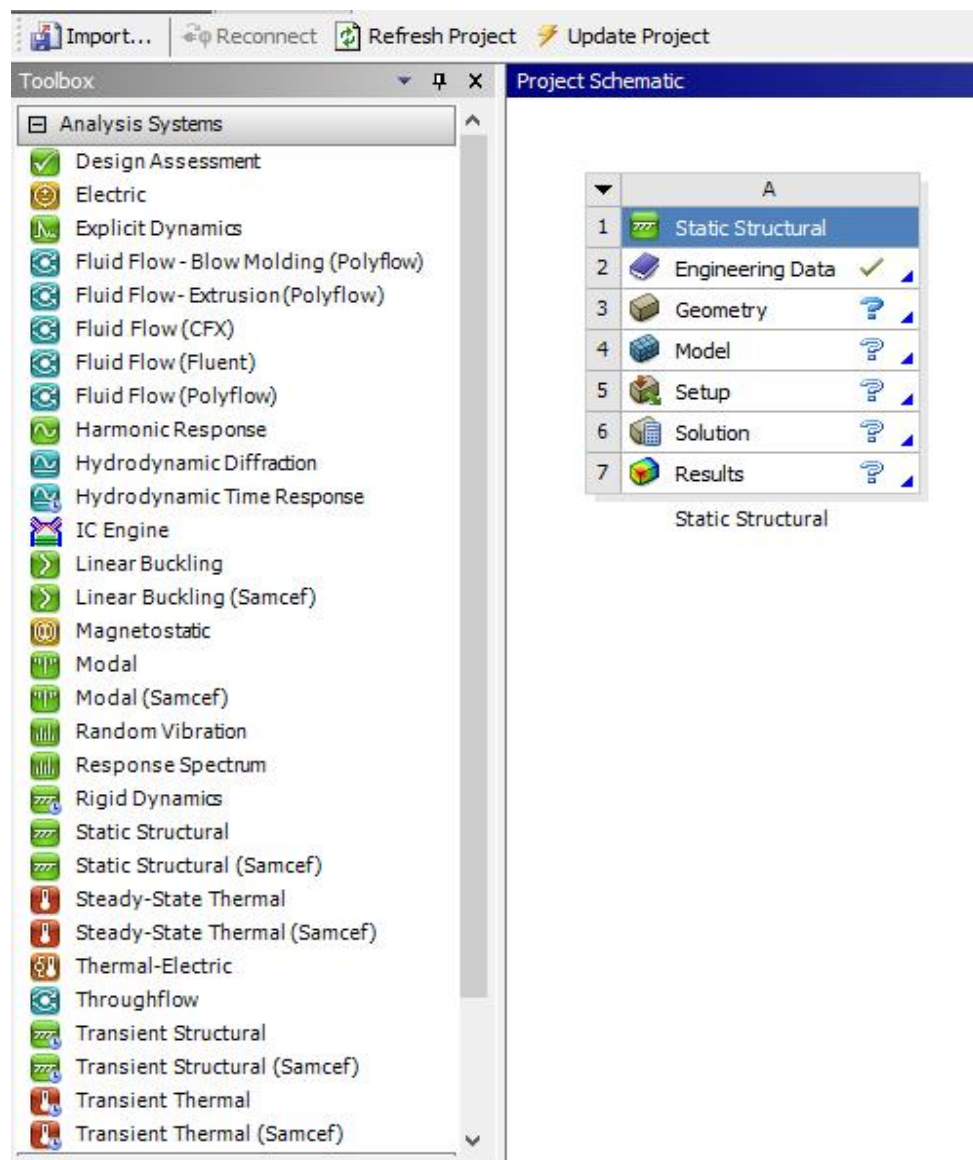 Import... Reconnect Refresh Project Update Project
Toolbox
Analysis Systems
Design Assessment
Electric
Explicit Dynamics
Fluid Flow - Blow Molding (Polyflow)
Fluid Flow - Extrusion (Polyflow)
Fluid Flow (CFX)
Fluid Flow (Fluent)
Fluid Flow (Polyflow)
Harmonic Response
Hydrodynamic Diffraction
Hydrodynamic Time Response
IC Engine
Linear Buckling
Linear Buckling (Samcef)
Magnetostatic
Modal
Modal (Samcef)
Random Vibration
Response Spectrum
Rigid Dynamics
Static Structural
Static Structural (Samcef)
Steady-State Thermal
Steady-State Thermal (Samcef)
Thermal-Electric
Throughflow
Transient Structural
Transient Structural (Samcef)
Transient Thermal
Transient Thermal (Samcef)
Project Schematic
A
1 Static Structural
2 Engineering Data
3 Geometry ?
4 Model ?
5 Setup ?
6 Solution ?
7 Results ?
Static Structural